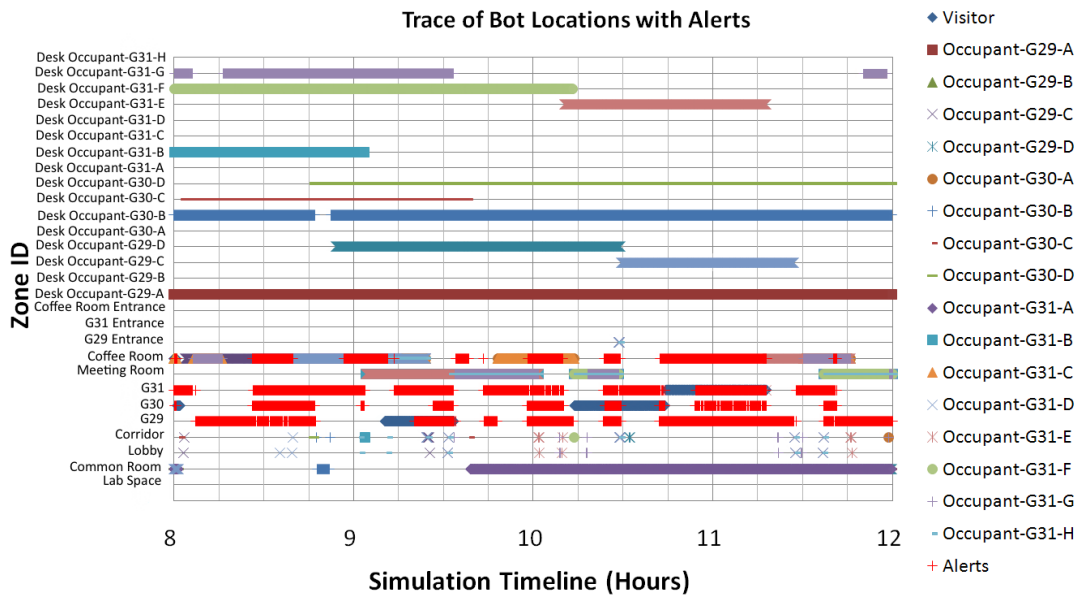 Trace of Bot Locations with Alerts
Zone ID
Desk Occupant-G31-H
Desk Occupant-G31-G
Desk Occupant-G31-F
Desk Occupant-G31-E
Desk Occupant-G31-D
Desk Occupant-G31-C
Desk Occupant-G31-B
Desk Occupant-G31-A
Desk Occupant-G30-D
Desk Occupant-G30-C
Desk Occupant-G30-B
Desk Occupant-G30-A
Desk Occupant-G29-D
Desk Occupant-G29-C
Desk Occupant-G29-B
Desk Occupant-G29-A
Coffee Room Entrance
G31 Entrance
G29 Entrance
Coffee Room
Meeting Room
G31
G30
G29
Corridor
Lobby
Common Room
Lab Space
8 9 10 11 12
Simulation Timeline (Hours)
Visitor
Occupant-G29-A
Occupant-G29-B
Occupant-G29-C
Occupant-G29-D
Occupant-G30-A
Occupant-G30-B
Occupant-G30-C
Occupant-G30-D
Occupant-G31-A
Occupant-G31-B
Occupant-G31-C
Occupant-G31-D
Occupant-G31-E
Occupant-G31-F
Occupant-G31-G
Occupant-G31-H
Alerts